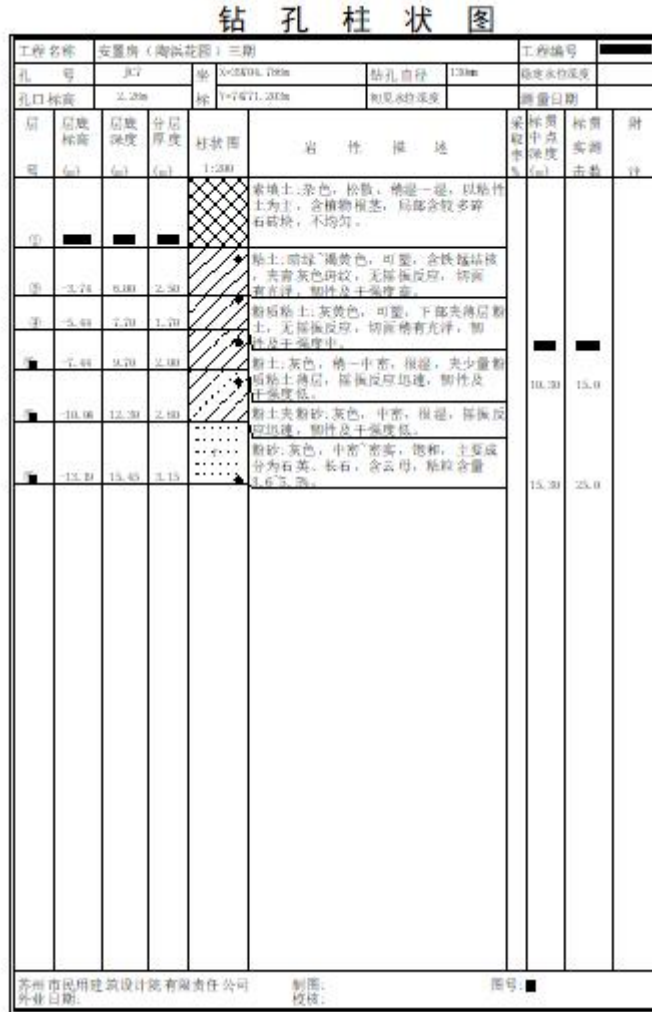 钻孔柱状图
工程名称 安置房（陶浜花园）三期 工程编号
孔号 坐 钻孔直径 130mm 稳定水位深度
孔口标高 2.26m 标 初见水位深度 测量日期
层号 层底标高(m) 层底深度(m) 分层厚度(m) 柱状图 1:200 岩性描述 采取率% 标贯中点深度(m) 标贯实测击数 附计
① 素填土:杂色，松散，稍湿一湿，以粘性
土为主，含植物根茎，局部含较多碎
石砖块，不均匀。
-3.74 6.00 2.50 粘土:暗绿~褐黄色，可塑，含铁锰结核
，夹青灰色斑纹，无摇振反应，切面
有光泽，韧性及干强度高。
-5.44 7.70 1.70 粉质粘土:灰黄色，可塑，下部夹薄层粉
土，无摇振反应，切面稍有光泽，韧
性及干强度中。
-7.44 9.70 2.00 粉土:灰色，稍一中密，很湿，夹少量粉
质粘土薄层，摇振反应迅速，韧性及
干强度低。
10.30 15.0
12.30 2.60 粉土夹粉砂:灰色，中密，很湿，摇振反
应迅速，韧性及干强度低。
-13.19 15.45 3.15 粉砂:灰色，中密~密实，饱和，主要成
分为石英、长石，含云母，粘粒含量
3.6~5.5%。
15.30 25.0
苏州市民用建筑设计院有限责任公司 制图: 图号:
外业日期: 校核: